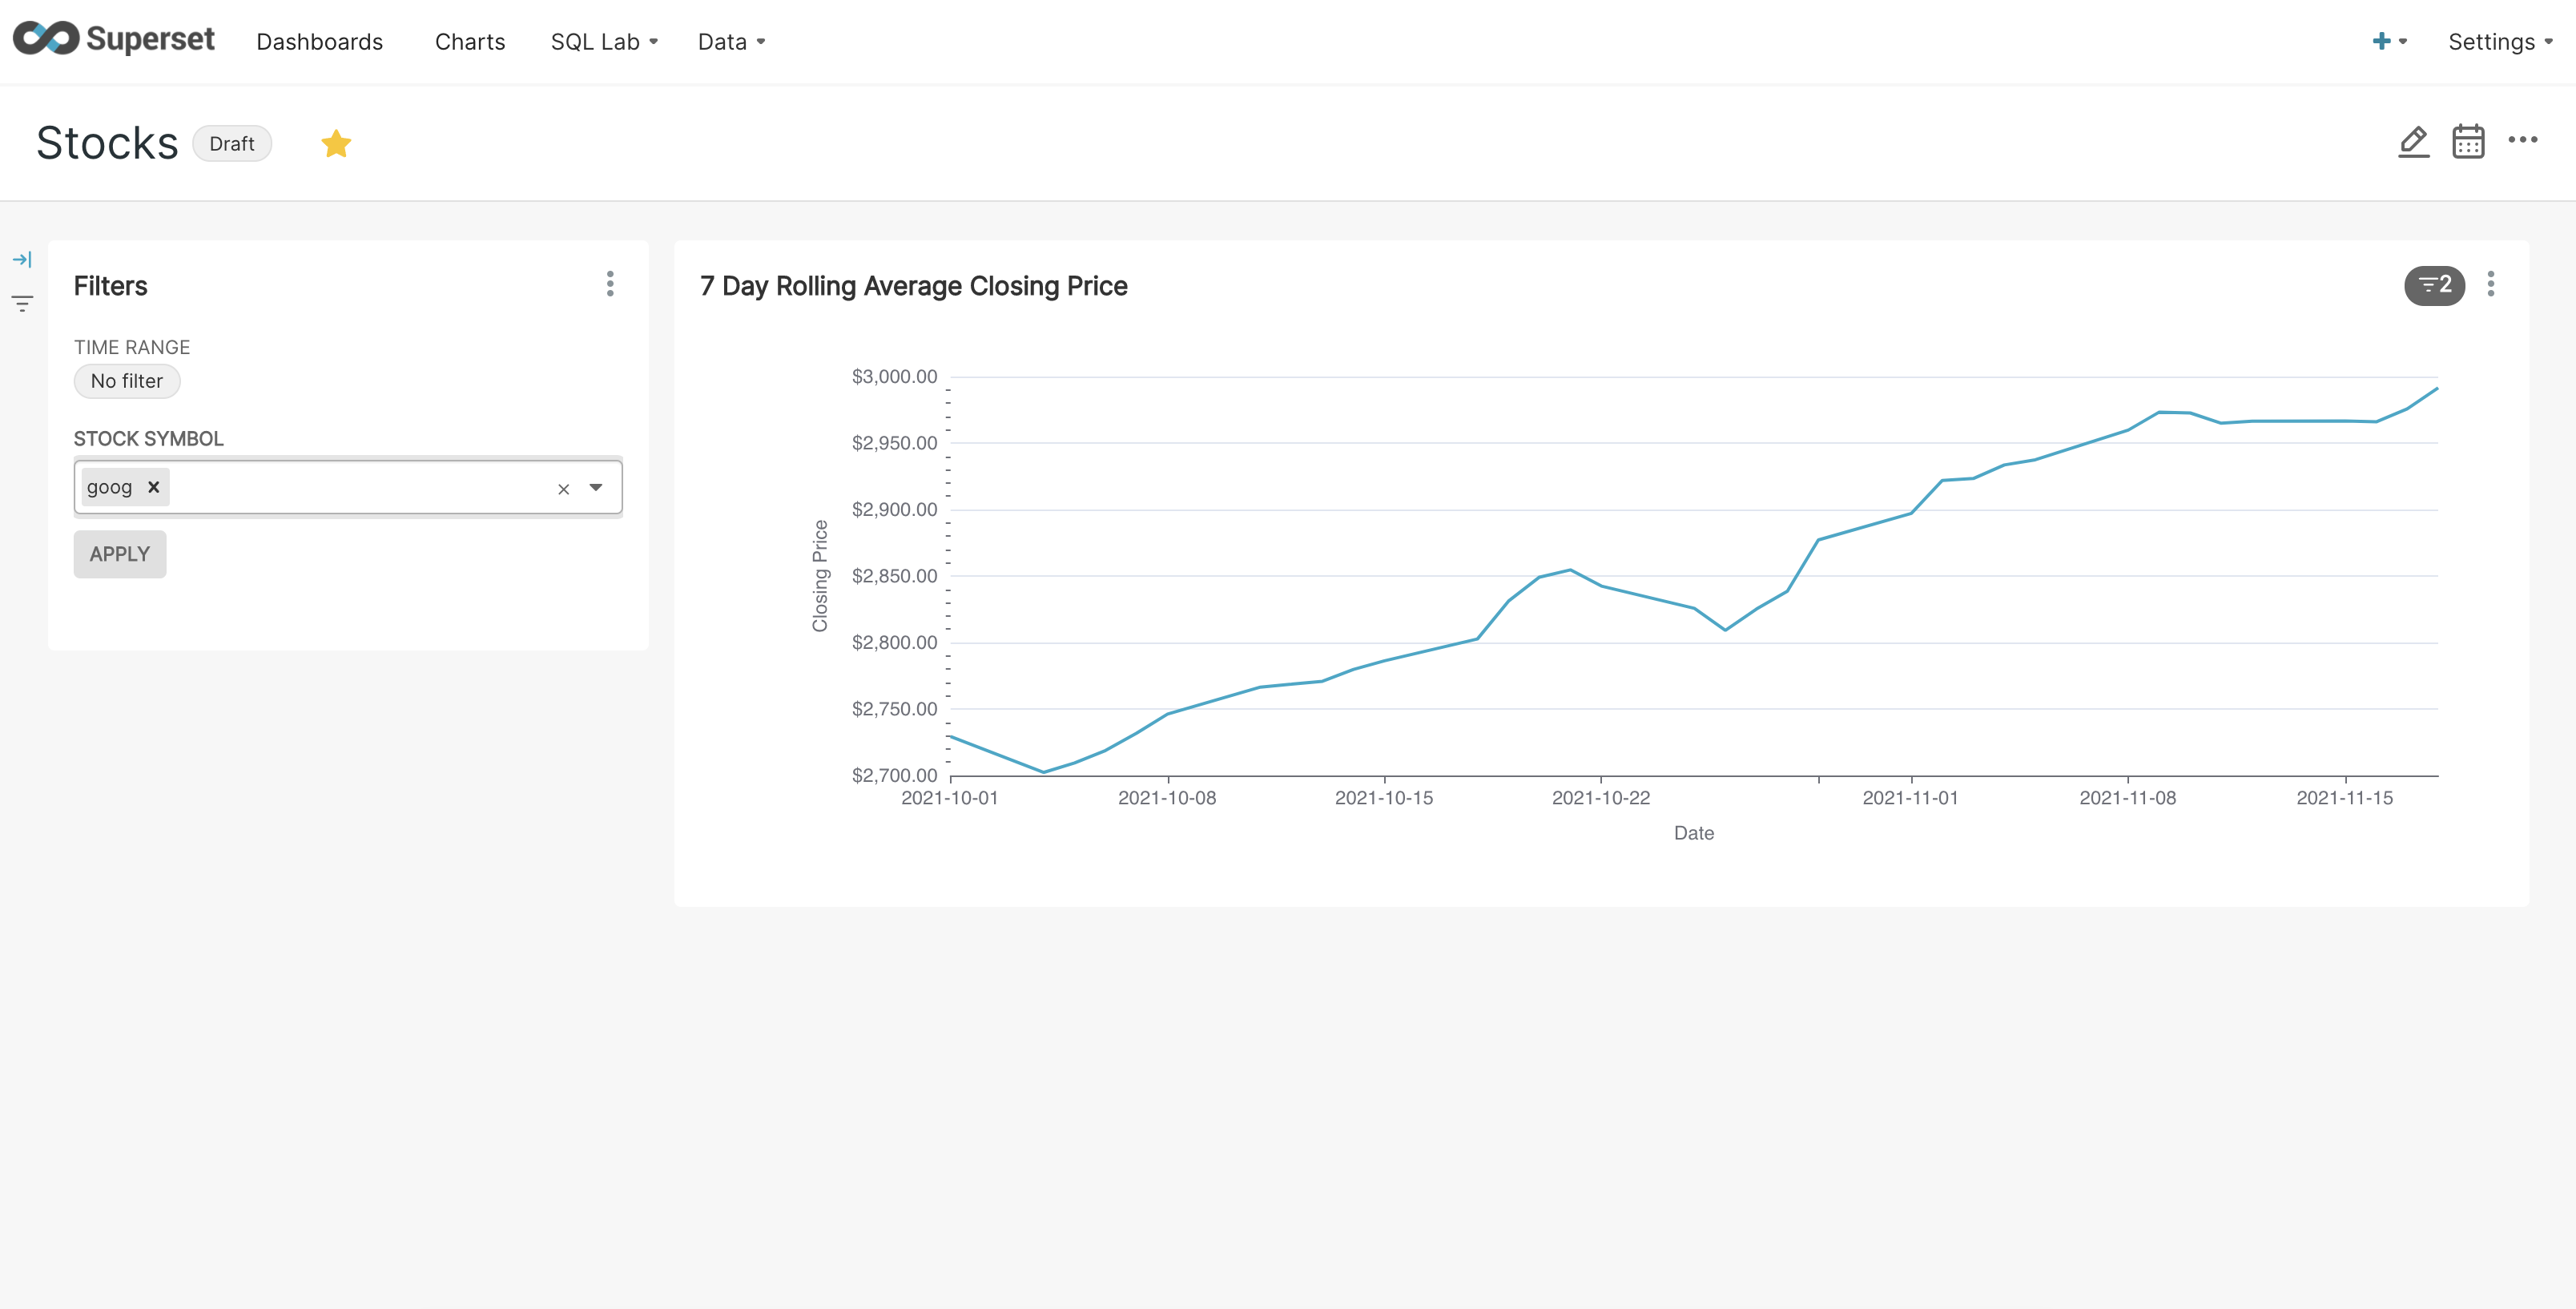 Superset Dashboards Charts SQL Lab Data Settings
Stocks Draft
Filters
TIME RANGE
No filter
STOCK SYMBOL
goog
APPLY
7 Day Rolling Average Closing Price
2
Closing Price
$3,000.00
$2,950.00
$2,900.00
$2,850.00
$2,800.00
$2,750.00
$2,700.00
2021-10-01 2021-10-08 2021-10-15 2021-10-22 2021-11-01 2021-11-08 2021-11-15
Date